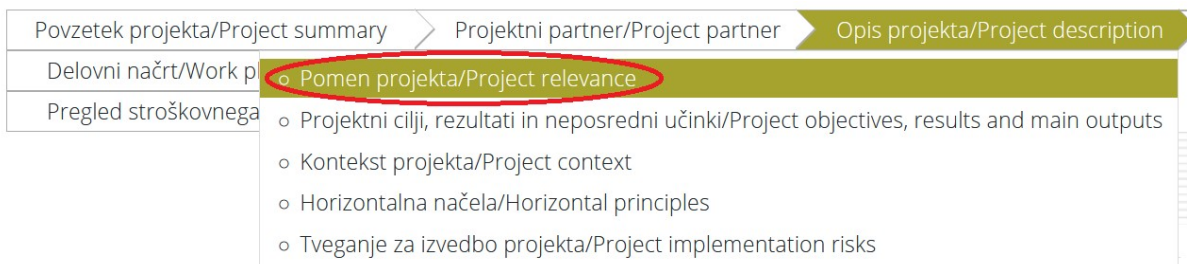 Povzetek projekta/Project summary Projektni partner/Project partner Opis projekta/Project description
Delovni načrt/Work pl
Pomen projekta/Project relevance
Pregled stroškovnega
Projektni cilji, rezultati in neposredni učinki/Project objectives, results and main outputs
Kontekst projekta/Project context
Horizontalna načela/Horizontal principles
Tveganje za izvedbo projekta/Project implementation risks